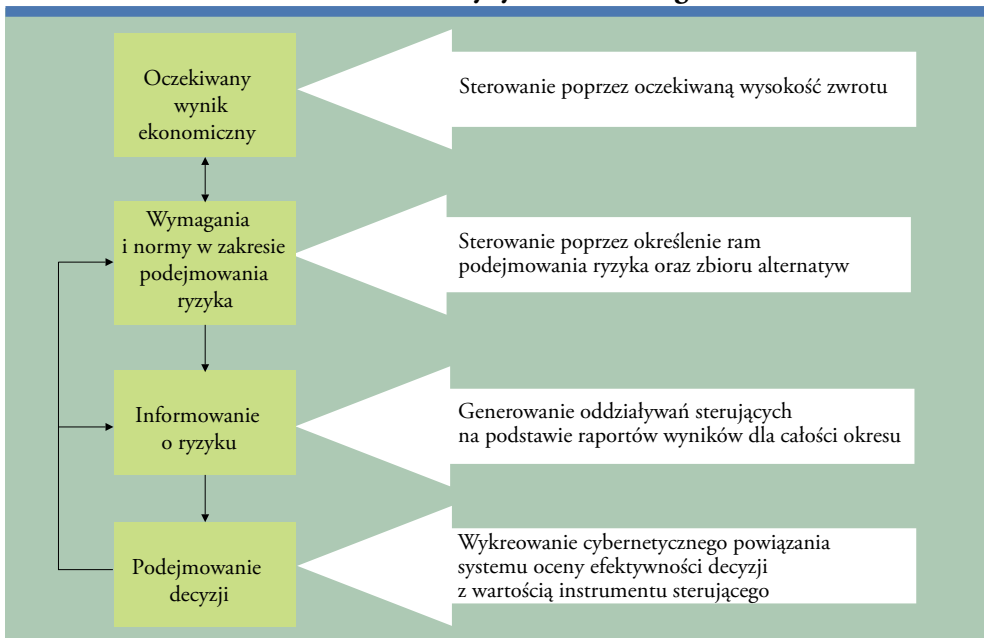 Oczekiwany
wynik
ekonomiczny
Sterowanie poprzez oczekiwaną wysokość zwrotu
Wymagania
i normy w zakresie
podejmowania
ryzyka
Sterowanie poprzez określenie ram
podejmowania ryzyka oraz zbioru alternatyw
Informowanie
o ryzyku
Generowanie oddziaływań sterujących
na podstawie raportów wyników dla całości okresu
Podejmowanie
decyzji
Wykreowanie cybernetycznego powiązania
systemu oceny efektywności decyzji
z wartością instrumentu sterującego